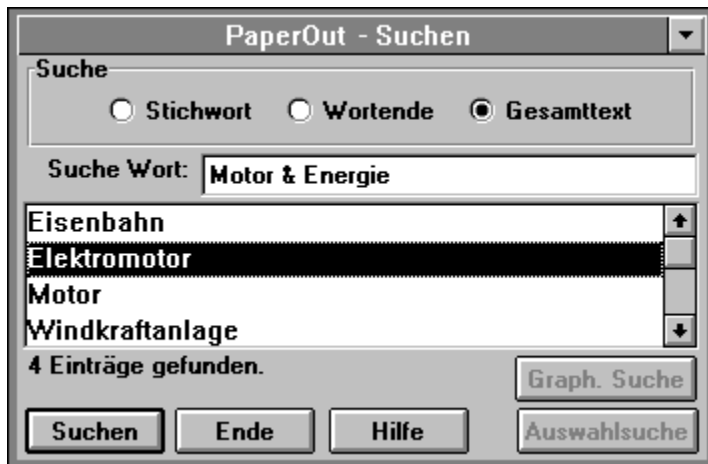 PaperOut - Suchen
Suche
Stichwort Wortende Gesamttext
Suche Wort: Motor & Energie
Eisenbahn
Elektromotor
Motor
Windkraftanlage
4 Einträge gefunden.
Graph. Suche
Suchen Ende Hilfe Auswahlsuche